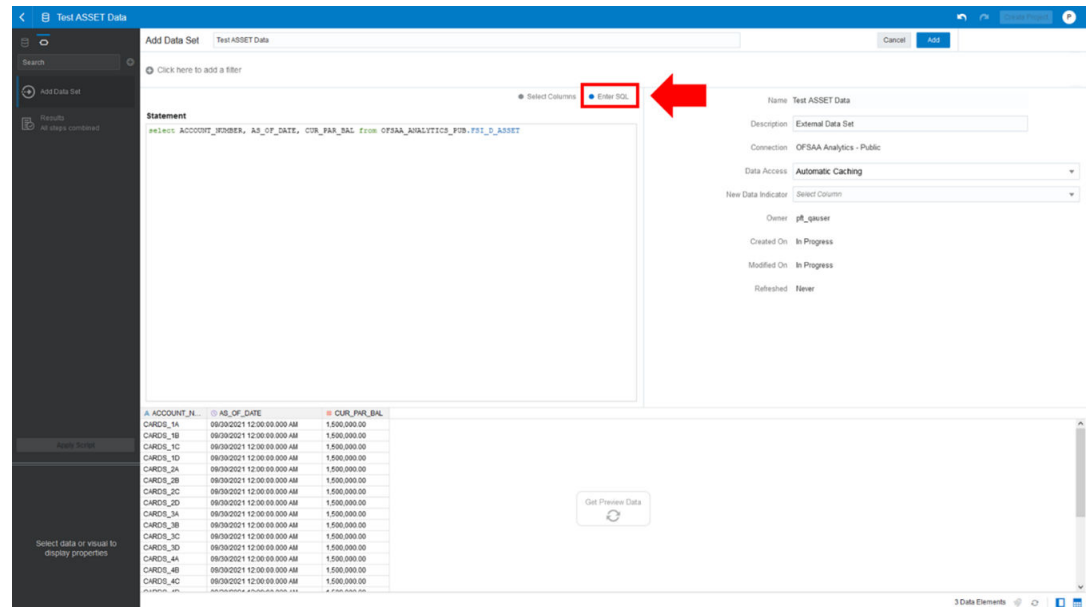 Test ASSET Data
Create Project
P
Add Data Set
Test ASSET Data
Cancel
Add
Search
Click here to add a filter
Add Data Set
Select Columns
Enter SQL
Name Test ASSET Data
Results
All steps combined
Statement
select ACCOUNT_NUMBER, AS_OF_DATE, CUR_PAR_BAL from OFSAA_ANALYTICS_PUB.FSI_D_ASSET
Description External Data Set
Connection OFSAA Analytics - Public
Data Access Automatic Caching
New Data Indicator Select Column
Owner pft_qauser
Created On In Progress
Modified On In Progress
Refreshed Never
Apply Script
ACCOUNT_N... AS_OF_DATE CUR_PAR_BAL
CARDS_1A 09/30/2021 12:00:00.000 AM 1,500,000.00
CARDS_1B 09/30/2021 12:00:00.000 AM 1,500,000.00
CARDS_1C 09/30/2021 12:00:00.000 AM 1,500,000.00
CARDS_1D 09/30/2021 12:00:00.000 AM 1,500,000.00
CARDS_2A 09/30/2021 12:00:00.000 AM 1,500,000.00
CARDS_2B 09/30/2021 12:00:00.000 AM 1,500,000.00
CARDS_2C 09/30/2021 12:00:00.000 AM 1,500,000.00
CARDS_2D 09/30/2021 12:00:00.000 AM 1,500,000.00
CARDS_3A 09/30/2021 12:00:00.000 AM 1,500,000.00
CARDS_3B 09/30/2021 12:00:00.000 AM 1,500,000.00
CARDS_3C 09/30/2021 12:00:00.000 AM 1,500,000.00
CARDS_3D 09/30/2021 12:00:00.000 AM 1,500,000.00
CARDS_4A 09/30/2021 12:00:00.000 AM 1,500,000.00
CARDS_4B 09/30/2021 12:00:00.000 AM 1,500,000.00
CARDS_4C 09/30/2021 12:00:00.000 AM 1,500,000.00
Get Preview Data
Select data or visual to
display properties
3 Data Elements